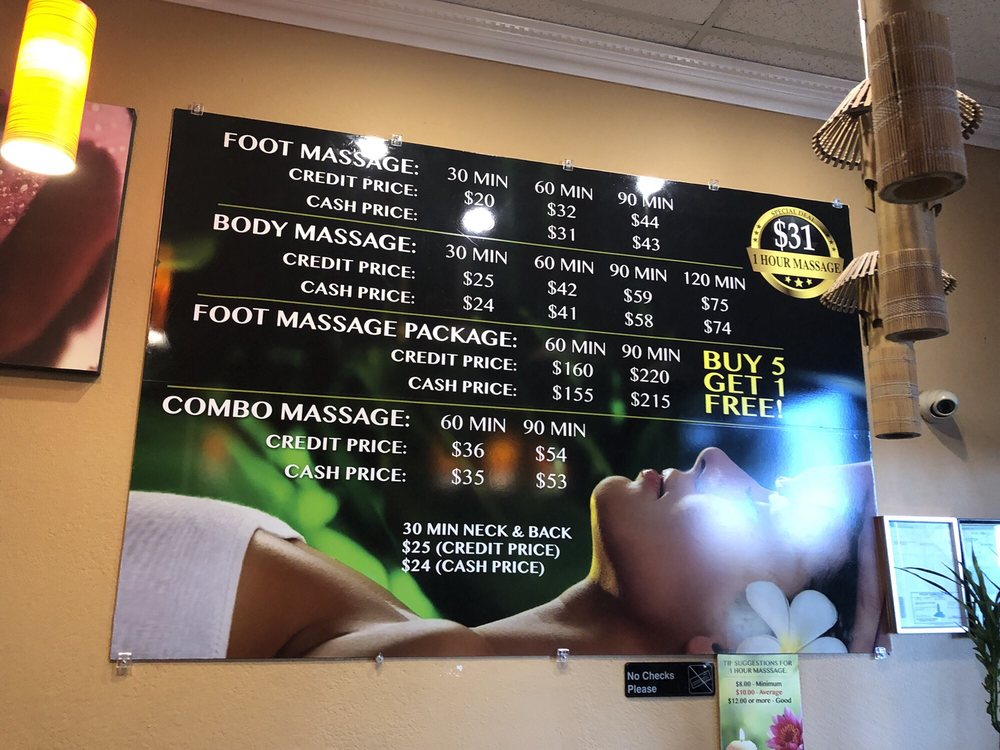 FOOT MASSAGE: 30 MIN 60 MIN 90 MIN
CREDIT PRICE: $20 $32 $44
CASH PRICE: $31 $43
BODY MASSAGE: 30 MIN 60 MIN 90 MIN 120 MIN
CREDIT PRICE: $25 $42 $59 $75
CASH PRICE: $24 $41 $58 $74
FOOT MASSAGE PACKAGE: 60 MIN 90 MIN
CREDIT PRICE: $160 $220
CASH PRICE: $155 $215
BUY 5
GET 1
FREE!
SPECIAL DEAL
$31
1 HOUR MASSAGE
COMBO MASSAGE: 60 MIN 90 MIN
CREDIT PRICE: $36 $54
CASH PRICE: $35 $53
30 MIN NECK & BACK
$25 (CREDIT PRICE)
$24 (CASH PRICE)
No Checks
Please
TIP SUGGESTIONS FOR
1 HOUR MASSSAGE
$8.00 - Minimum
$10.00 - Average
$12.00 or more - Good